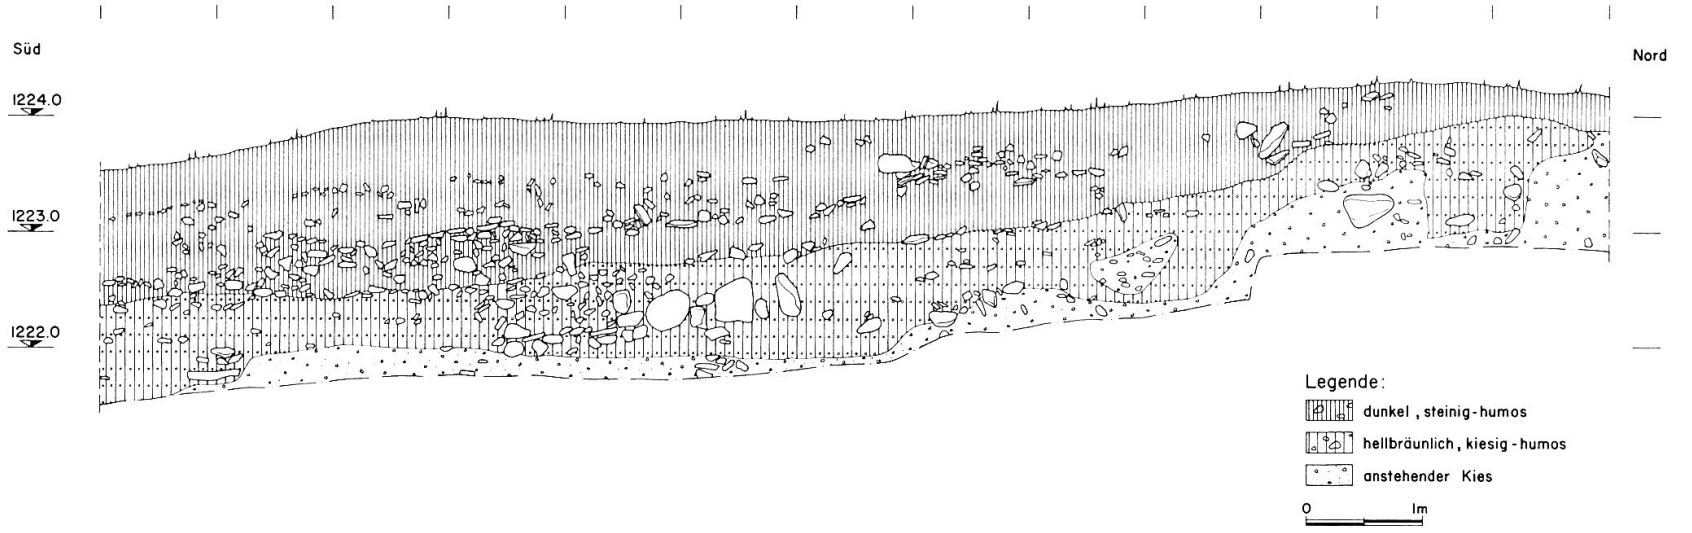 Süd
Nord
1224.0
1223.0
1222.0
Legende:
dunkel, steinig-humos
hellbräunlich, kiesig-humos
anstehender Kies
0 1m